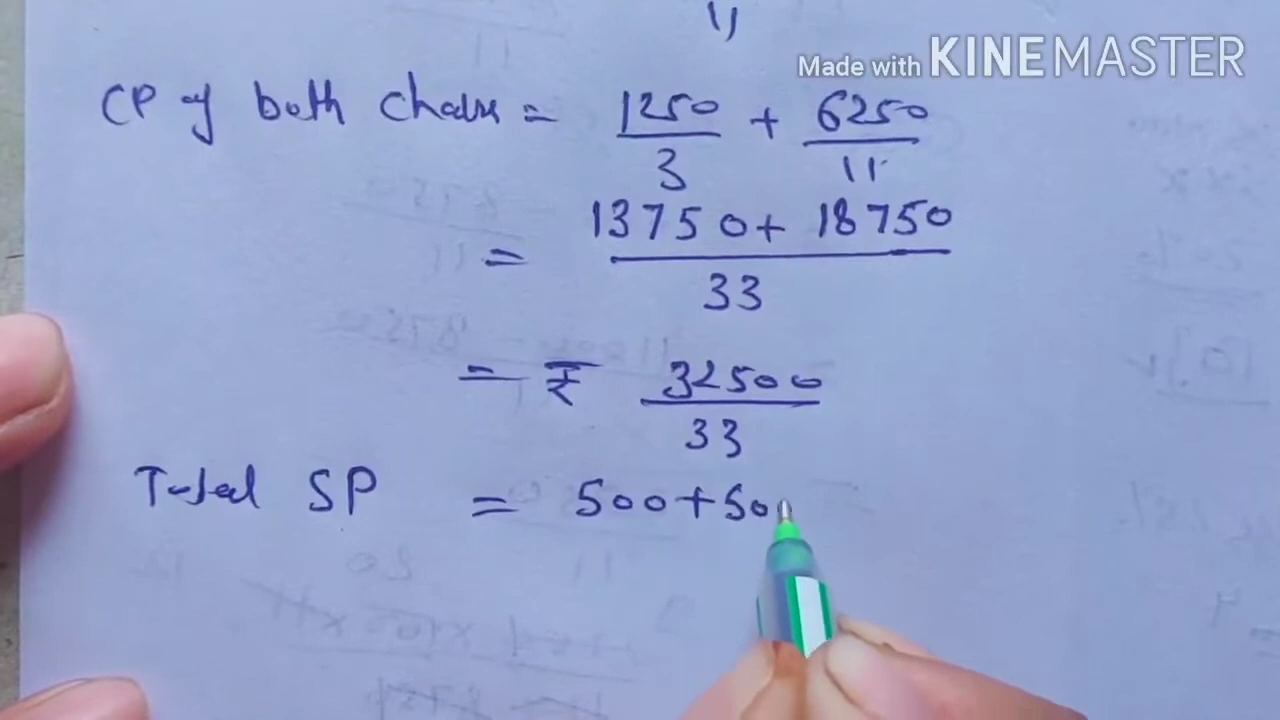 11
Made with KINEMASTER
CP of both chairs = 1250/3 + 6250/11
= 13750 + 18750/33
= ₹ 32500/33
Total SP = 500 + 50